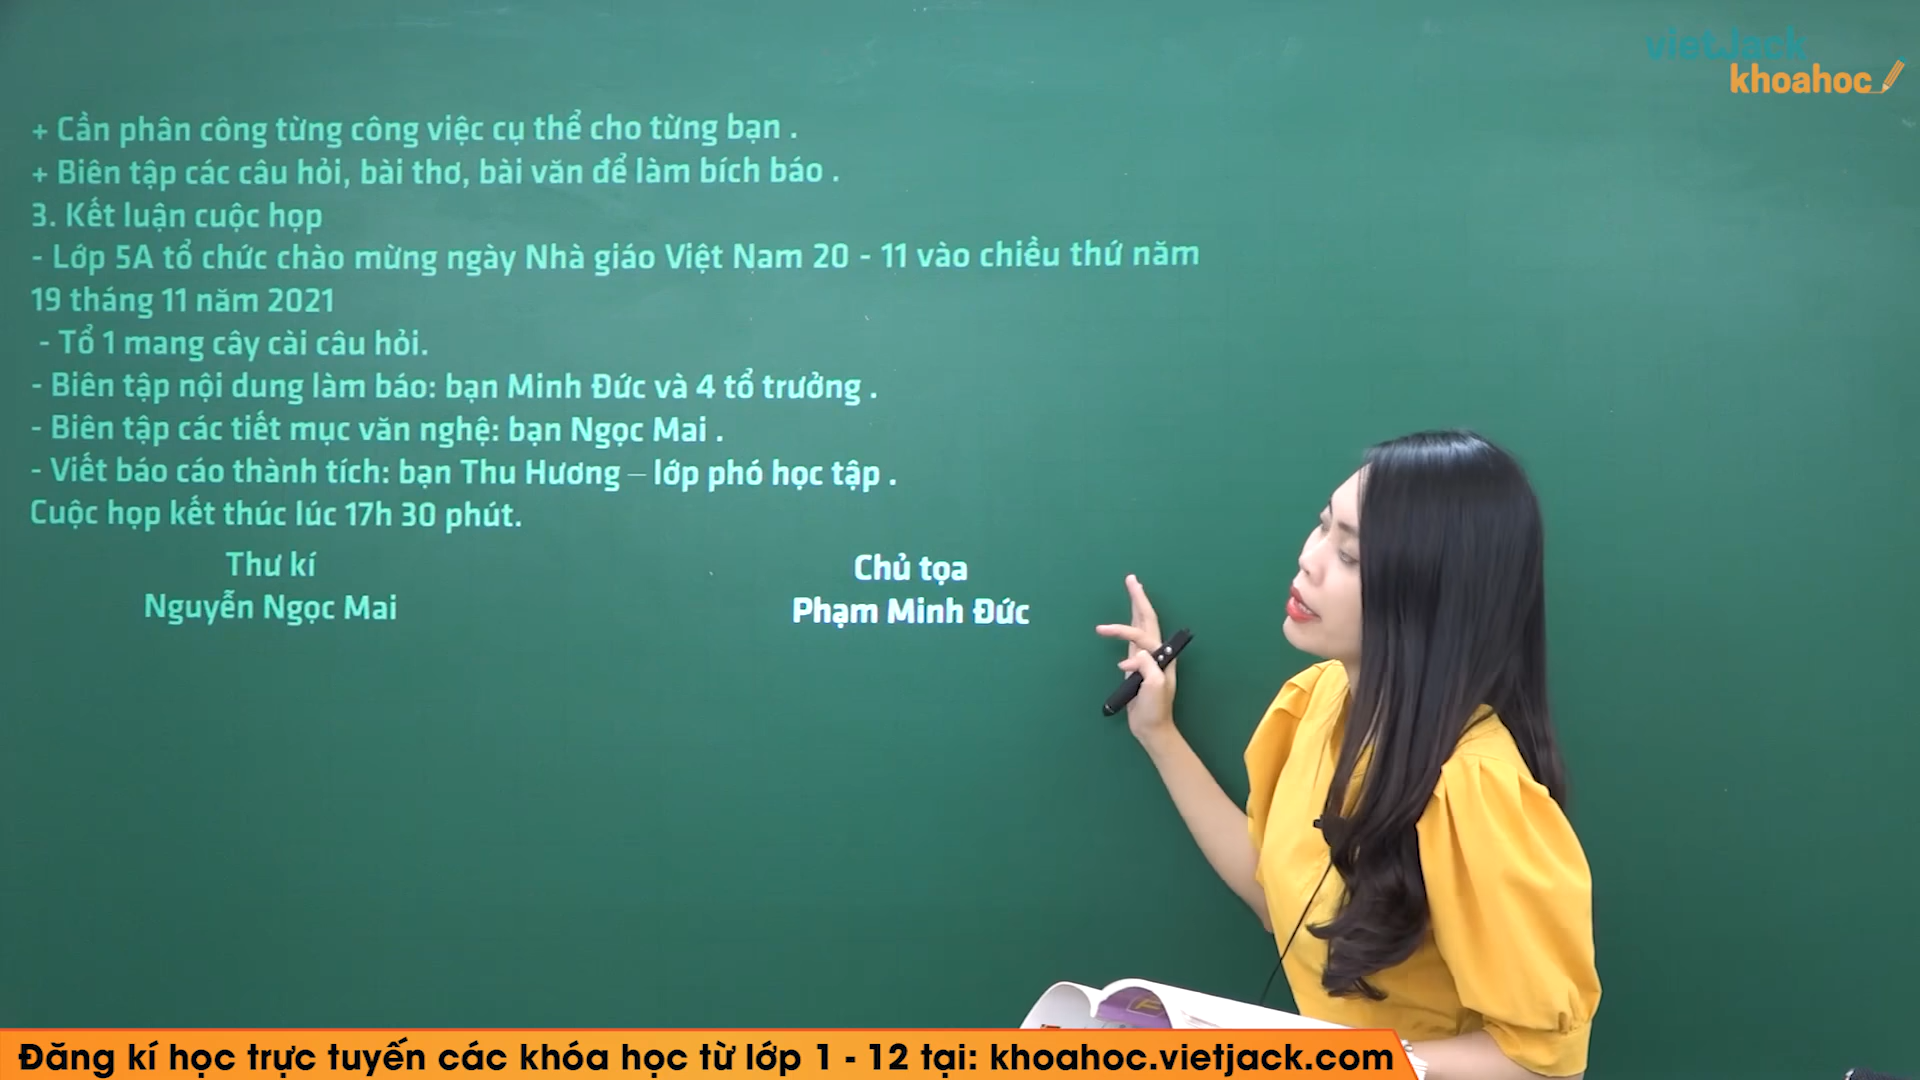 vietJack
khoahoc
+ Cần phân công từng công việc cụ thể cho từng bạn .
+ Biên tập các câu hỏi, bài thơ, bài văn để làm bích báo .
3. Kết luận cuộc họp
- Lớp 5A tổ chức chào mừng ngày Nhà giáo Việt Nam 20 - 11 vào chiều thứ năm
19 tháng 11 năm 2021
- Tổ 1 mang cây cài câu hỏi.
- Biên tập nội dung làm báo: bạn Minh Đức và 4 tổ trưởng .
- Biên tập các tiết mục văn nghệ: bạn Ngọc Mai .
- Viết báo cáo thành tích: bạn Thu Hương – lớp phó học tập .
Cuộc họp kết thúc lúc 17h 30 phút.
Thư kí
Chủ tọa
Nguyễn Ngọc Mai
Phạm Minh Đức
Đăng kí học trực tuyến các khóa học từ lớp 1 - 12 tại: khoahoc.vietjack.com